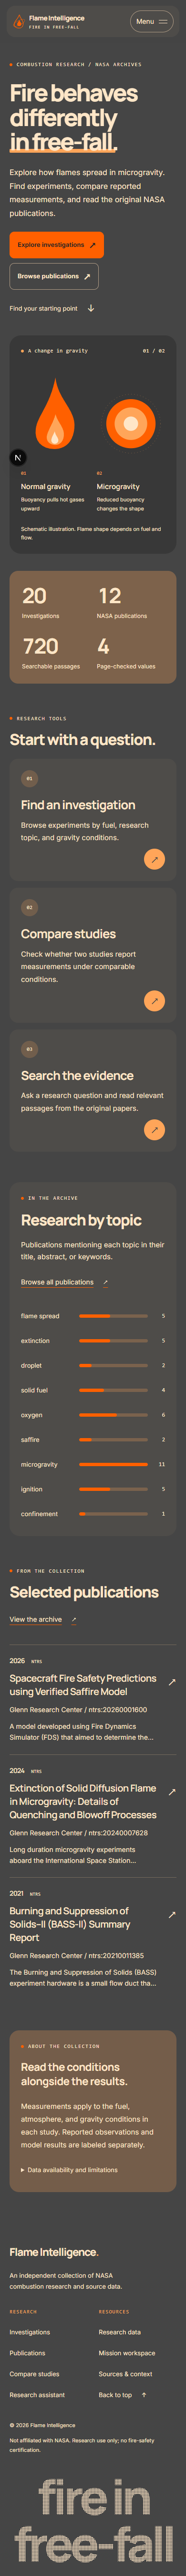 Flame Intelligence
FIRE IN FREE-FALL
Menu
COMBUSTION RESEARCH / NASA ARCHIVES
Fire behaves
differently
in free-fall.
Explore how flames spread in microgravity.
Find experiments, compare reported
measurements, and read the original NASA
publications.
Explore investigations ↗
Browse publications ↗
Find your starting point ↓
A change in gravity
01 / 02
N
01
Normal gravity
Buoyancy pulls hot gases
upward
02
Microgravity
Reduced buoyancy
changes the shape
Schematic illustration. Flame shape depends on fuel and
flow.
20
Investigations
12
NASA publications
720
Searchable passages
4
Page-checked values
RESEARCH TOOLS
Start with a question.
01
Find an investigation
Browse experiments by fuel, research
topic, and gravity conditions.
↗
02
Compare studies
Check whether two studies report
measurements under comparable
conditions.
↗
03
Search the evidence
Ask a research question and read relevant
passages from the original papers.
↗
IN THE ARCHIVE
Research by topic
Publications mentioning each topic in their
title, abstract, or keywords.
Browse all publications ↗
flame spread 5
extinction 5
droplet 2
solid fuel 4
oxygen 6
saffire 2
microgravity 11
ignition 5
confinement 1
FROM THE COLLECTION
Selected publications
View the archive ↗
2026 NTRS
Spacecraft Fire Safety Predictions ↗
using Verified Saffire Model
Glenn Research Center / ntrs:20260001600
A model developed using Fire Dynamics
Simulator (FDS) that aimed to determine the...
2024 NTRS
Extinction of Solid Diffusion Flame ↗
in Microgravity: Details of
Quenching and Blowoff Processes
Glenn Research Center / ntrs:20240007628
Long duration microgravity experiments
aboard the International Space Station...
2021 NTRS
Burning and Suppression of ↗
Solids–II (BASS-II) Summary
Report
Glenn Research Center / ntrs:20210011385
The Burning and Suppression of Solids (BASS)
experiment hardware is a small flow duct tha...
ABOUT THE COLLECTION
Read the conditions
alongside the results.
Measurements apply to the fuel,
atmosphere, and gravity conditions in
each study. Reported observations and
model results are labeled separately.
Data availability and limitations
Flame Intelligence.
An independent collection of NASA
combustion research and source data.
RESEARCH
Investigations
Publications
Compare studies
Research assistant
RESOURCES
Research data
Mission workspace
Sources & context
Back to top ↑
© 2026 Flame Intelligence
Not affiliated with NASA. Research use only; no fire-safety
certification.
fire in
free-fall